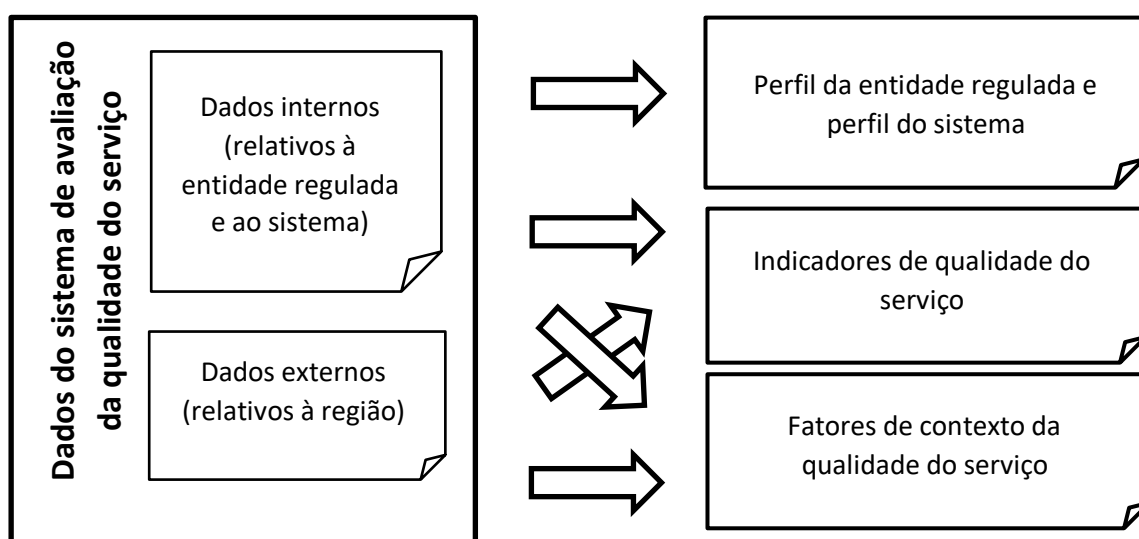 Dados do sistema de avaliação
da qualidade do serviço
Dados internos
(relativos à
entidade regulada
e ao sistema)
Dados externos
(relativos à região)
Perfil da entidade regulada e
perfil do sistema
Indicadores de qualidade do
serviço
Fatores de contexto da
qualidade do serviço